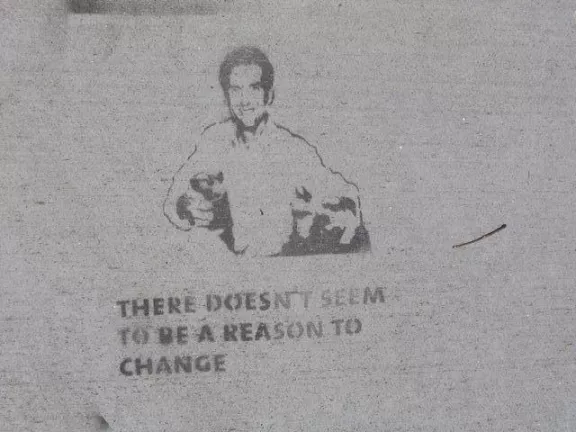 THERE DOESN'T SEEM
TO BE A REASON TO
CHANGE